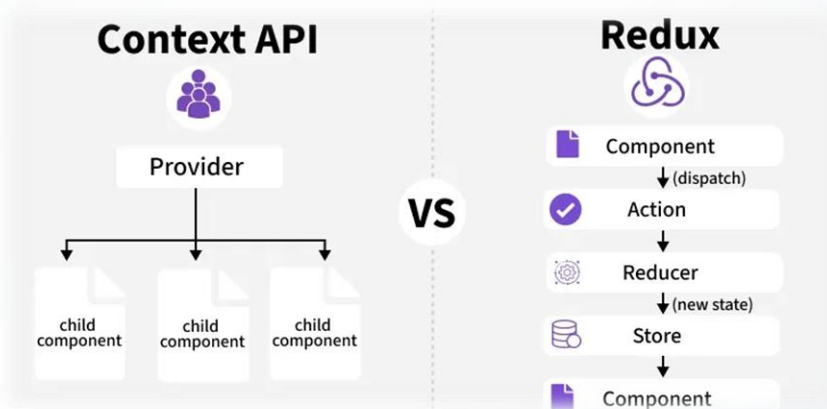 Context API
Provider
child
component
child
component
child
component
VS
Redux
Component
(dispatch)
Action
Reducer
(new state)
Store
Component